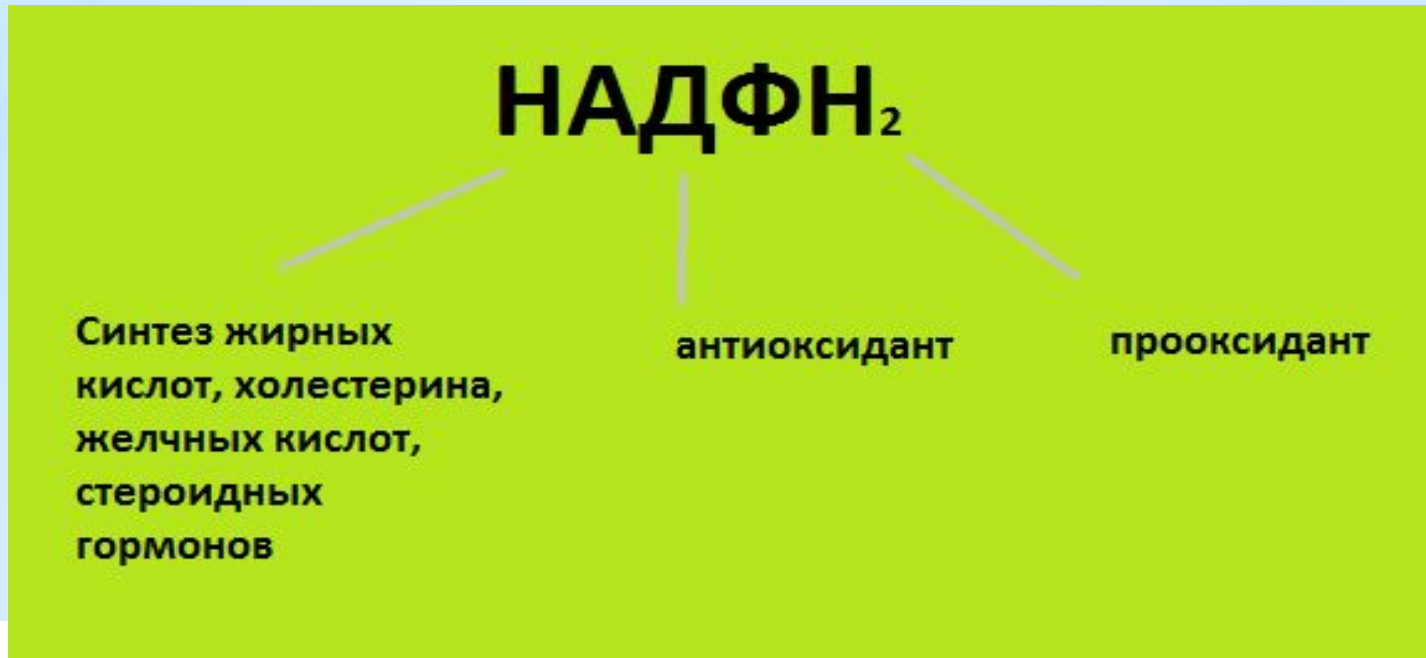 НАДФН₂
Синтез жирных
кислот, холестерина,
желчных кислот,
стероидных
гормонов
антиоксидант
прооксидант